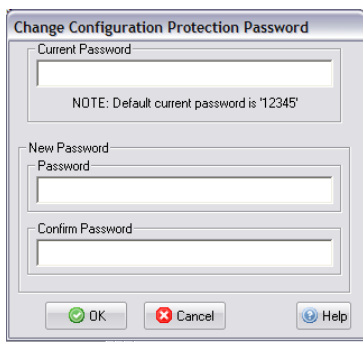 Change Configuration Protection Password
Current Password
NOTE: Default current password is '12345'
New Password
Password
Confirm Password
OK Cancel Help